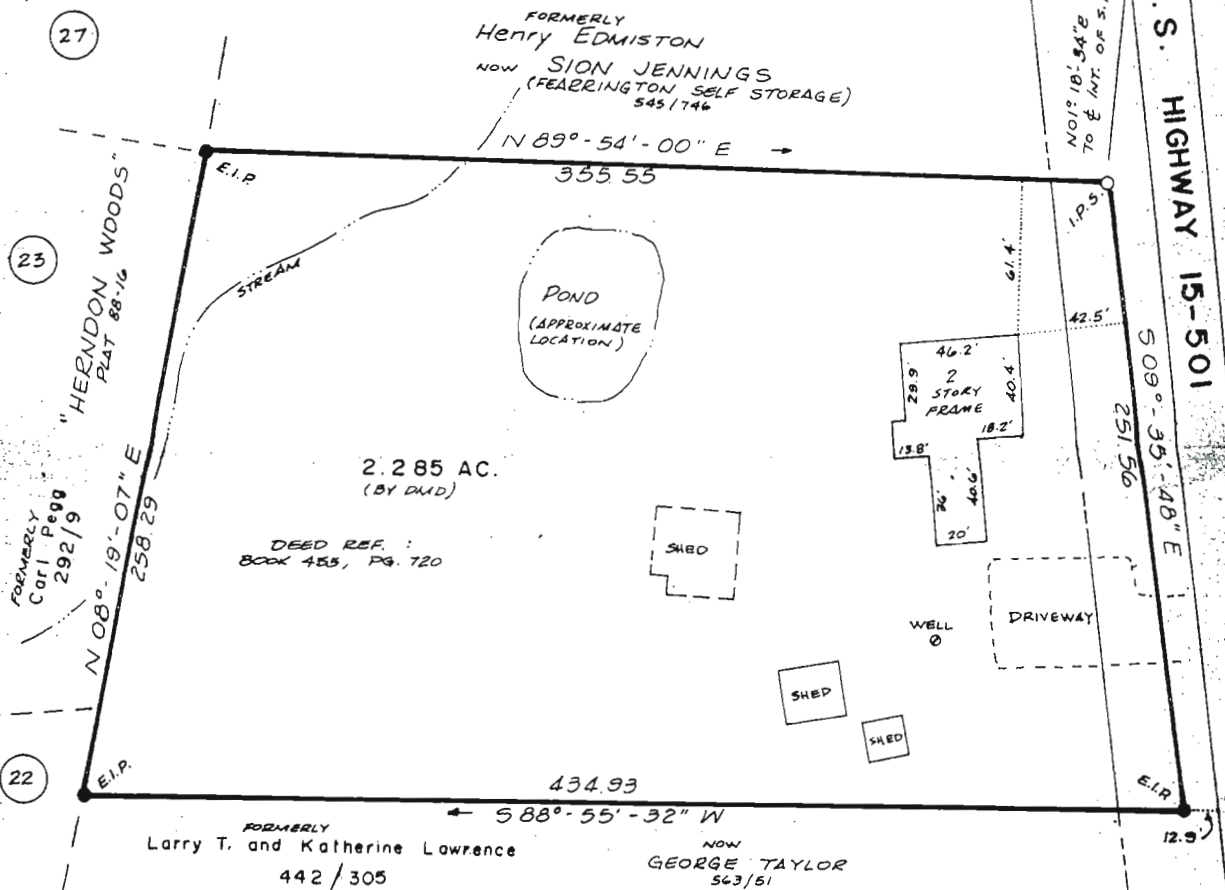 27
FORMERLY
Henry EDMISTON
NOW SION JENNINGS
(FEARRINGTON SELF STORAGE)
545/746
N 89°-54'-00" E
355.55
N01°-18'-34"E
TO ℄ INT. OF S.
.S. HIGHWAY 15-501
E.I.P.
I.P.S.
23
"HERNDON WOODS"
PLAT 88-16
STREAM
POND
(APPROXIMATE
LOCATION)
61.4'
42.5'
46.2'
29.9'
2
STORY
FRAME
40.4'
18.2'
13.8'
36'
40.6'
20'
S 08°-35'-48" E
251.56
2.285 AC.
(BY DMD)
DEED REF. :
BOOK 455, PG. 720
FORMERLY
Carl Pegg
292/9
N 08°-19'-07" E
258.29
SHED
WELL
DRIVEWAY
SHED
SHED
22
E.I.P.
434.93
S 88°-55'-32" W
E.I.P.
12.9'
FORMERLY
Larry T. and Katherine Lawrence
442/305
NOW
GEORGE TAYLOR
563/51